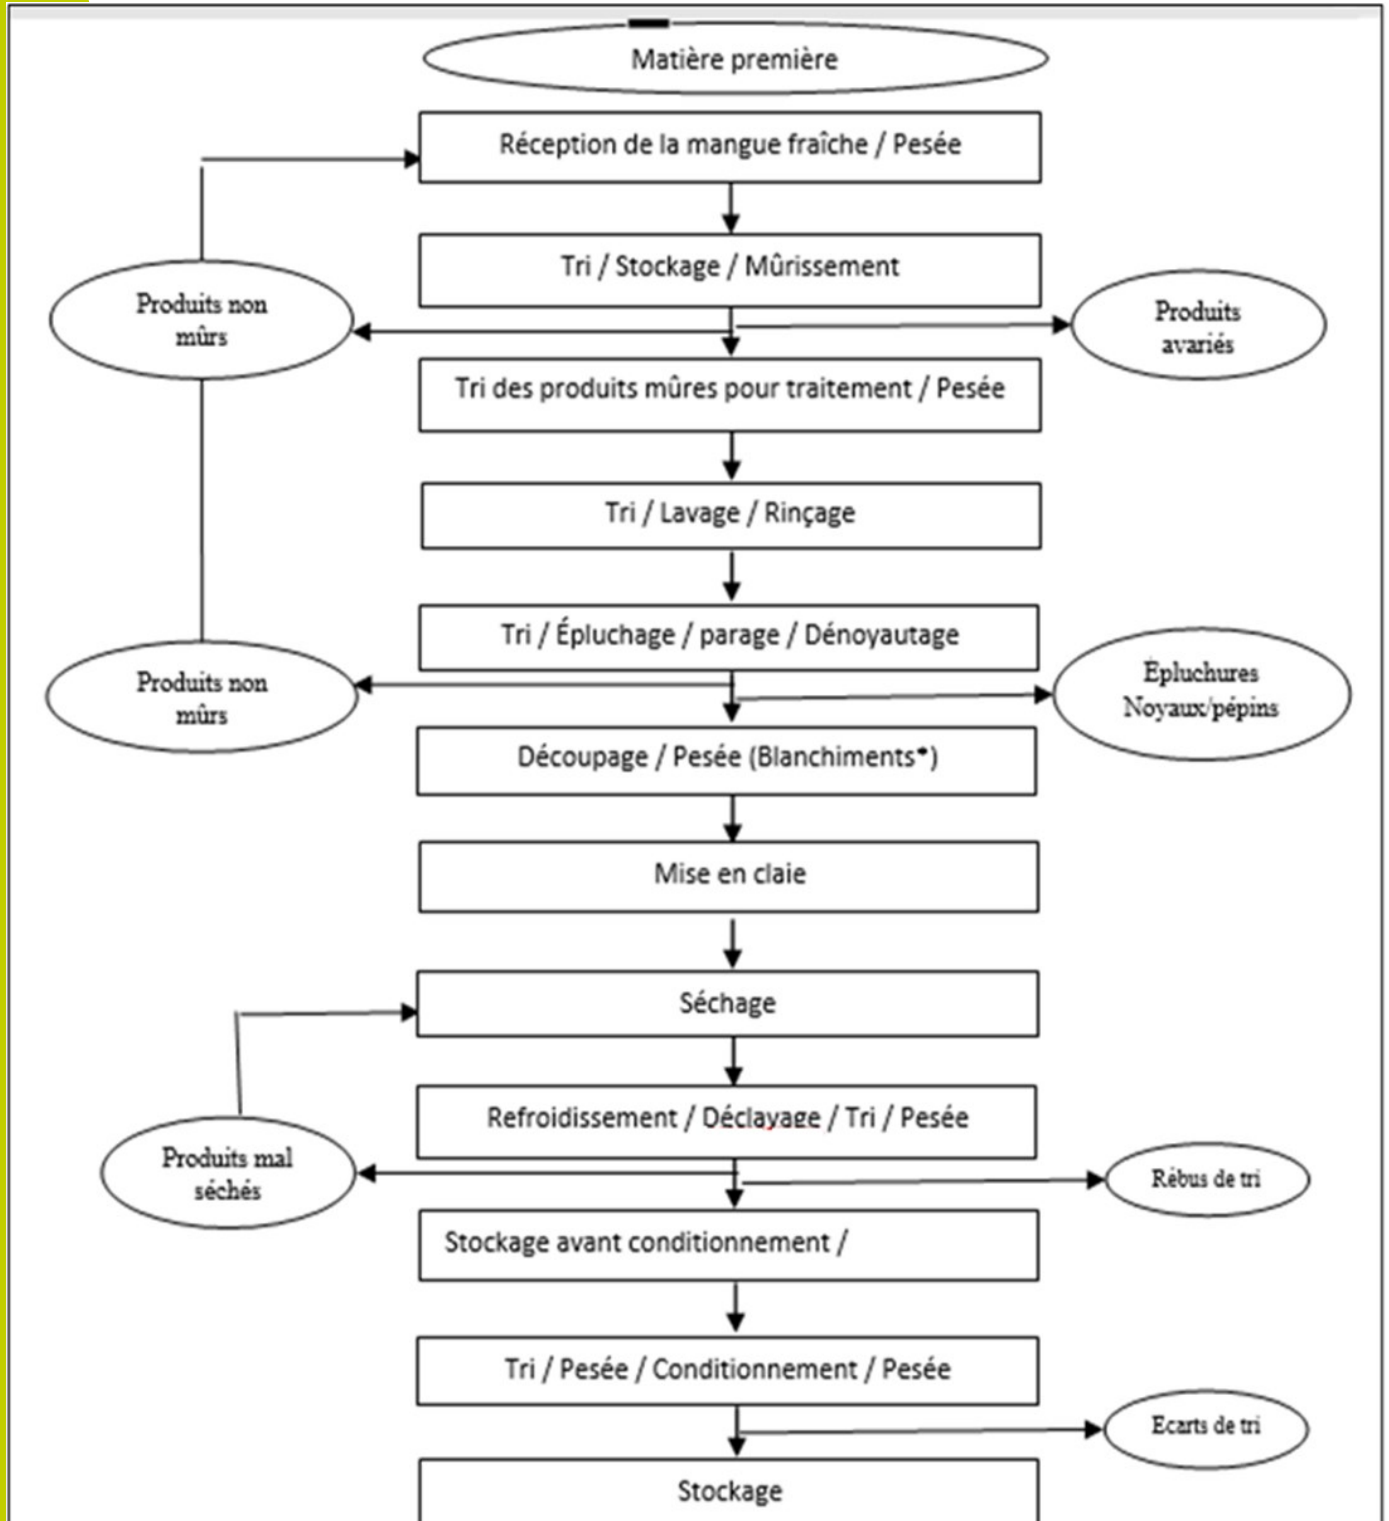 Matière première
Réception de la mangue fraîche / Pesée
Tri / Stockage / Mûrissement
Produits non
mûrs
Produits
avariés
Tri des produits mûres pour traitement / Pesée
Tri / Lavage / Rinçage
Tri / Épluchage / parage / Dénoyautage
Produits non
mûrs
Épluchures
Noyaux/pépins
Découpage / Pesée (Blanchiments*)
Mise en claie
Séchage
Refroidissement / Déclayage / Tri / Pesée
Produits mal
séchés
Rébus de tri
Stockage avant conditionnement /
Tri / Pesée / Conditionnement / Pesée
Ecarts de tri
Stockage